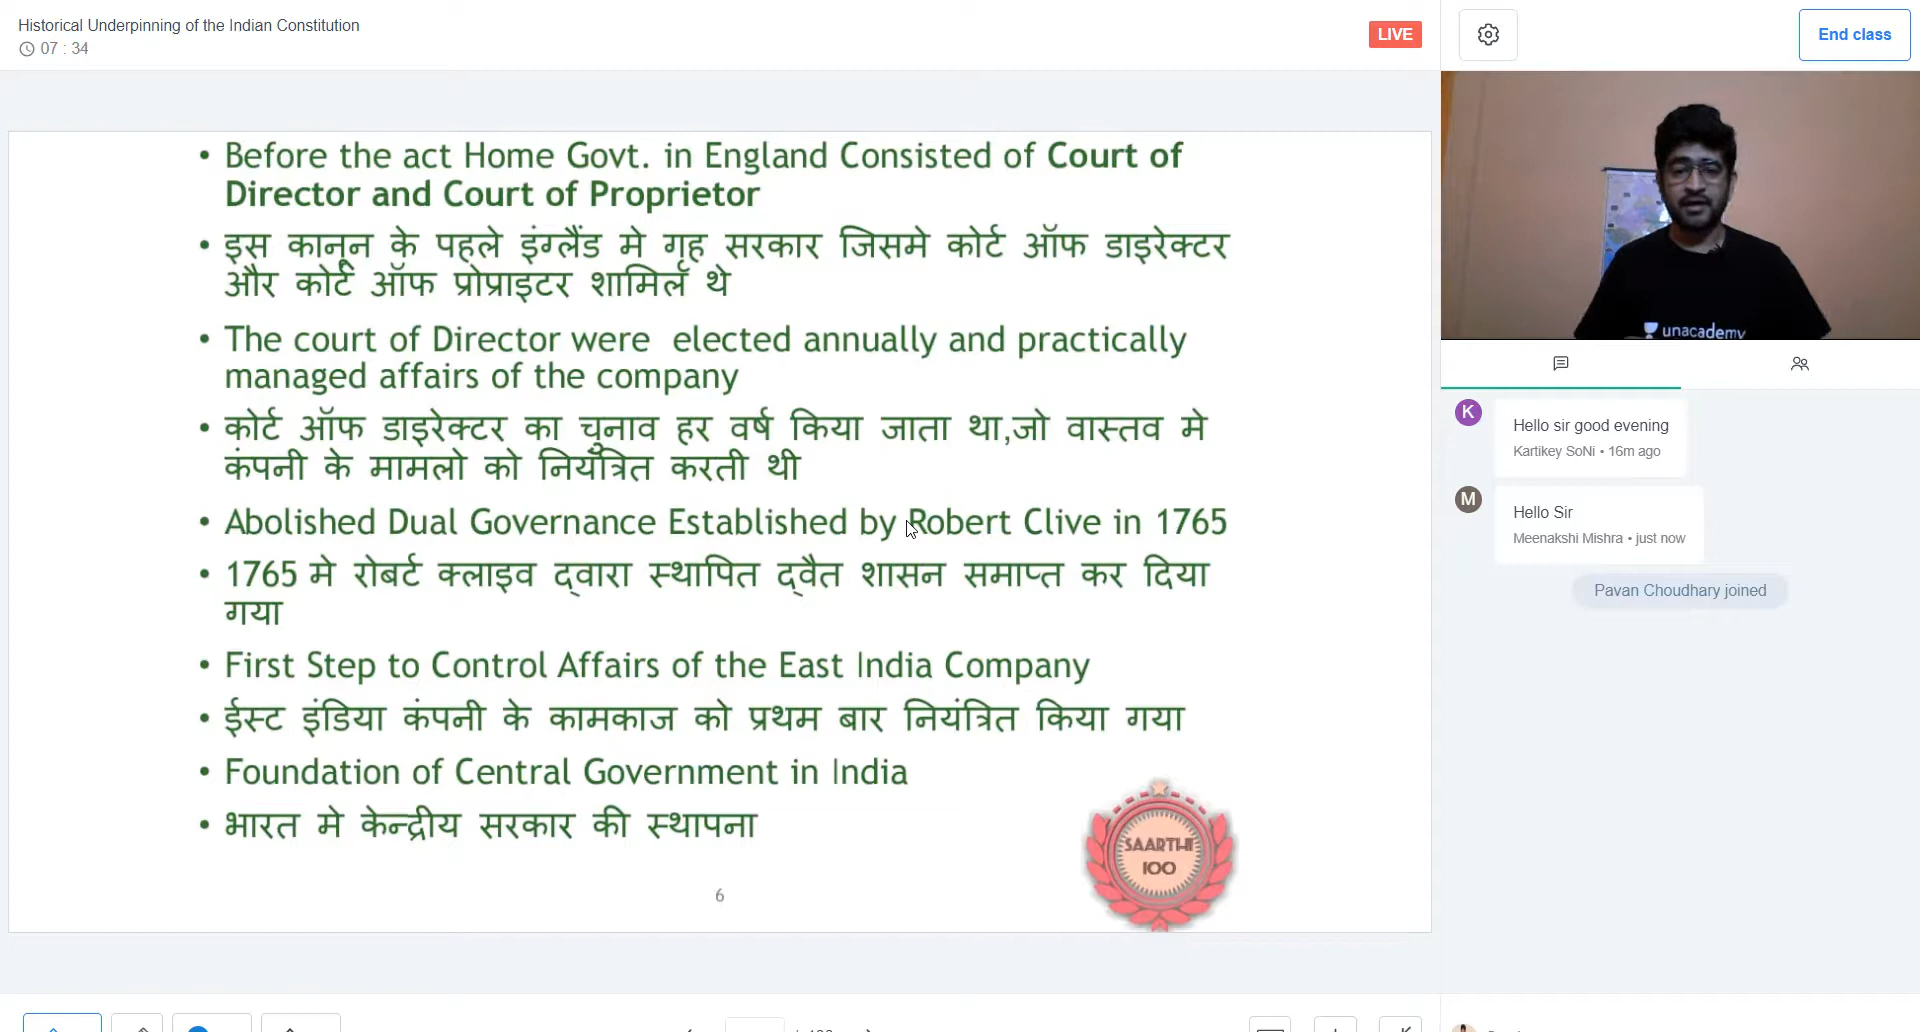 Historical Underpinning of the Indian Constitution
07 : 34
LIVE
End class
• Before the act Home Govt. in England Consisted of Court of
Director and Court of Proprietor
• इस कानून के पहले इंग्लैंड मे गृह सरकार जिसमे कोर्ट ऑफ डाइरेक्टर
और कोर्ट ऑफ प्रोप्राइटर शामिल थे
• The court of Director were elected annually and practically
managed affairs of the company
• कोर्ट ऑफ डाइरेक्टर का चुनाव हर वर्ष किया जाता था,जो वास्तव मे
कंपनी के मामलो को नियंत्रित करती थी
• Abolished Dual Governance Established by Robert Clive in 1765
• 1765 मे रोबर्ट क्लाइव द्वारा स्थापित द्वैत शासन समाप्त कर दिया
गया
• First Step to Control Affairs of the East India Company
• ईस्ट इंडिया कंपनी के कामकाज को प्रथम बार नियंत्रित किया गया
• Foundation of Central Government in India
• भारत मे केन्द्रीय सरकार की स्थापना
SAARTHI
100
6
unacademy
K
Hello sir good evening
Kartikey SoNi • 16m ago
M
Hello Sir
Meenakshi Mishra • just now
Pavan Choudhary joined